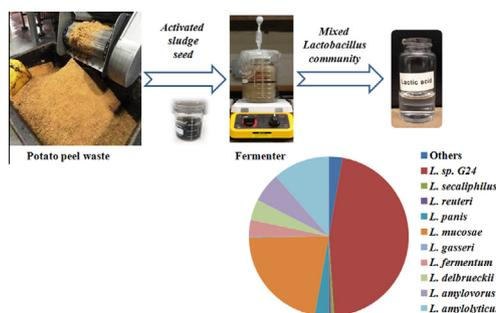 Activated
sludge
seed
Mixed
Lactobacillus
community
Lactic acid
Potato peel waste
Fermenter
Others
L. sp. G24
L. secaliphilus
L. reuteri
L. panis
L. mucosae
L. gasseri
L. fermentum
L. delbrueckii
L. amylovorus
L. amylolyticu